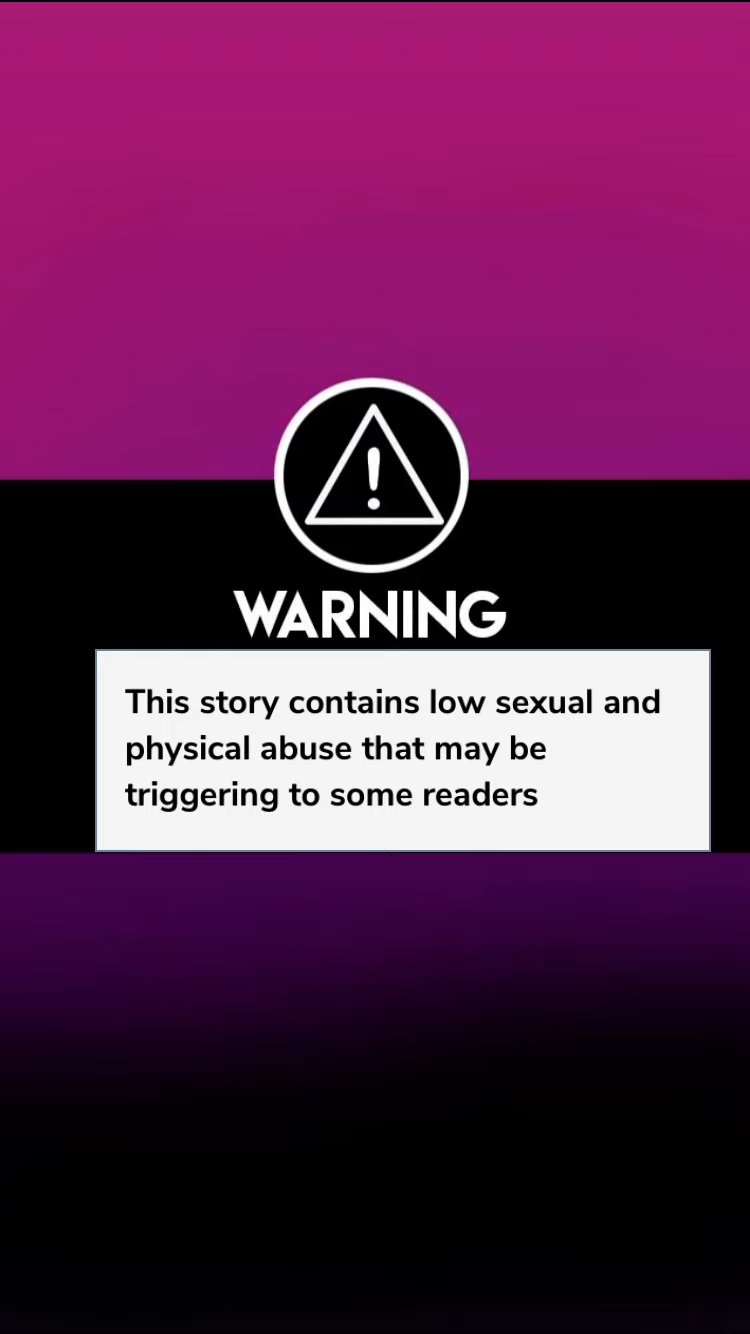 WARNING
This story contains low sexual and
physical abuse that may be
triggering to some readers